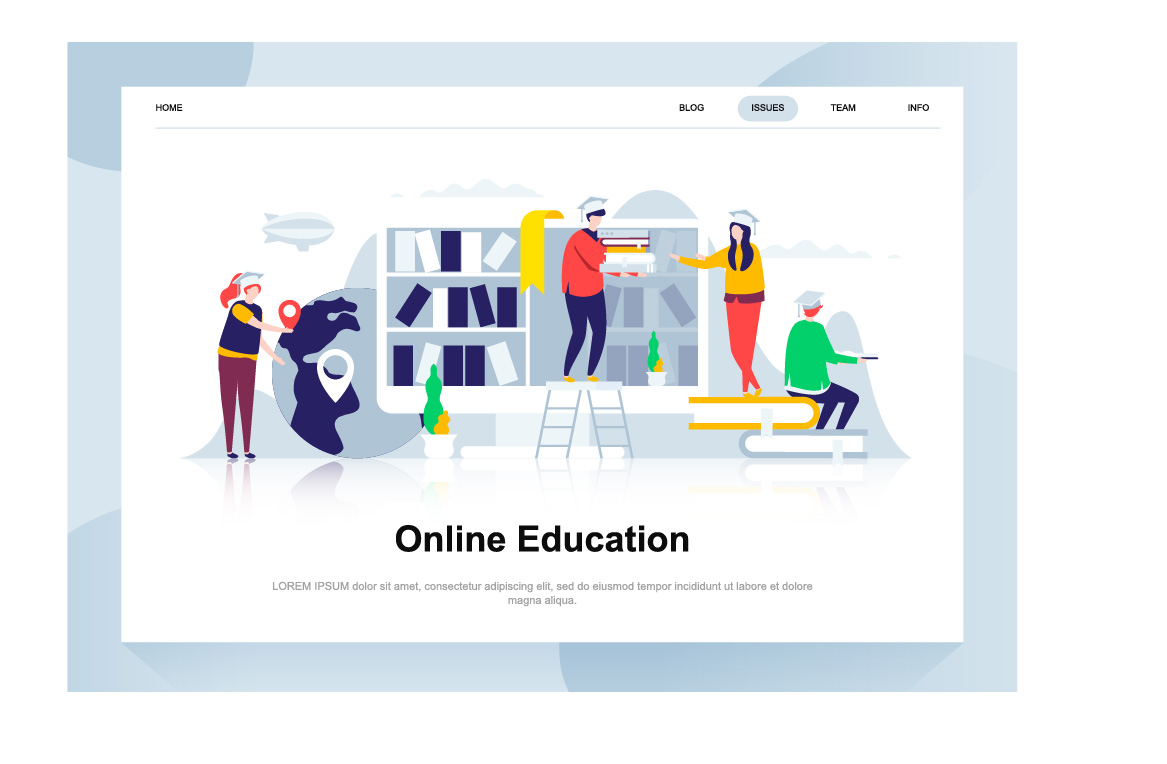 HOME BLOG ISSUES TEAM INFO
Online Education
LOREM IPSUM dolor sit amet, consectetur adipiscing elit, sed do eiusmod tempor incididunt ut labore et dolore
magna aliqua.